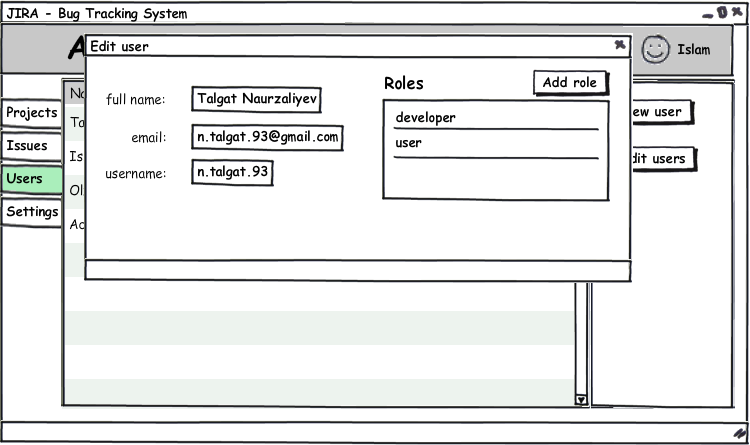 JIRA - Bug Tracking System
A
Edit user
Islam
full name:
Talgat Naurzaliyev
email:
n.talgat.93@gmail.com
username:
n.talgat.93
Roles
Add role
developer
user
Projects
Issues
Users
Settings
Na
Ta
Is
Ol
Ac
ew user
dit users